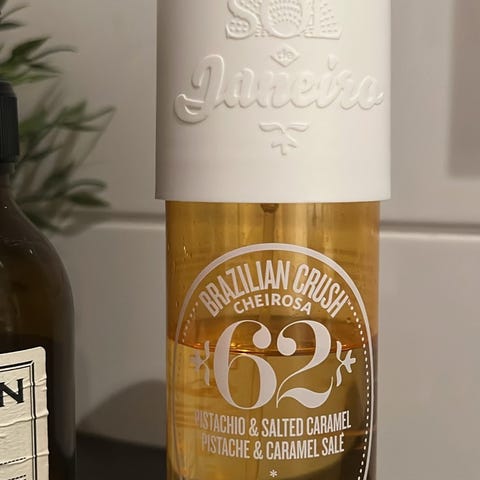 SOL
de
Janeiro
BRAZILIAN CRUSH
CHEIROSA
62
PISTACHIO & SALTED CARAMEL
PISTACHE & CARAMEL SALÉ
N